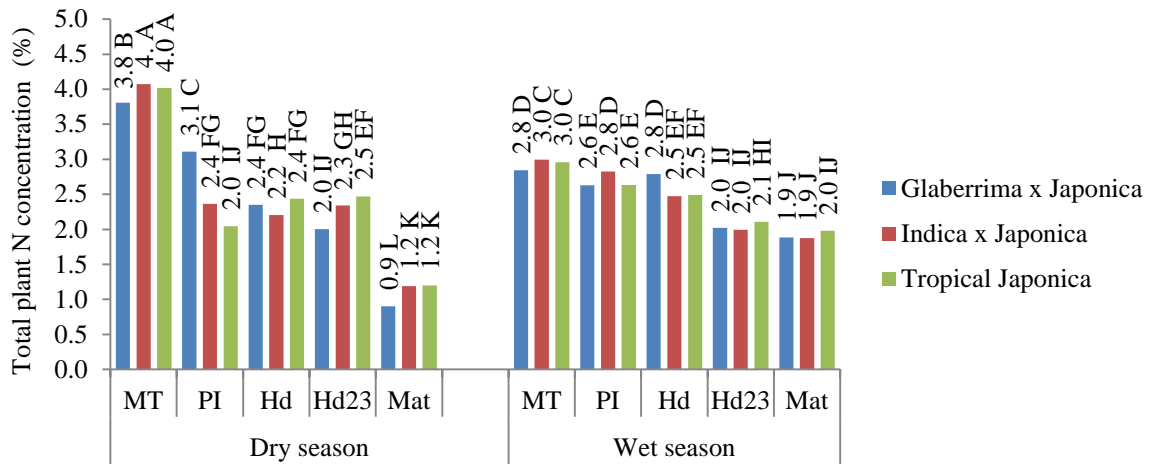 Total plant N concentration (%)
5.0
4.5
4.0
3.5
3.0
2.5
2.0
1.5
1.0
0.5
0.0
3.8 B
4. A
4.0 A
3.1 C
2.4 FG
2.0 IJ
2.4 FG
2.2 H
2.4 FG
2.0 IJ
2.3 GH
2.5 EF
0.9 L
1.2 K
1.2 K
2.8 D
3.0 C
3.0 C
2.6 E
2.8 D
2.6 E
2.8 D
2.5 EF
2.5 EF
2.0 IJ
2.0 IJ
2.1 HI
1.9 J
1.9 J
2.0 IJ
MT PI Hd Hd23 Mat MT PI Hd Hd23 Mat
Dry season Wet season
Glaberrima x Japonica
Indica x Japonica
Tropical Japonica